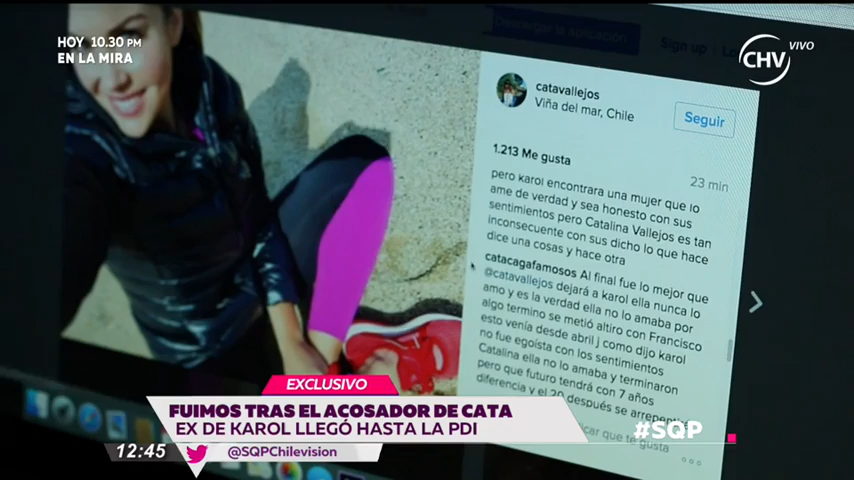 HOY 10.30 PM
EN LA MIRA
CHV VIVO
Descargar la aplicación
Sign up
catavallejos
Viña del mar, Chile
Seguir
1.213 Me gusta
23 min
pero karol encontrara una mujer que lo
ame de verdad y sea honesto con sus
sentimientos pero Catalina Vallejos es tan
inconsecuente con sus dicho lo que hace
dice una cosas y hace otra
catacagafamosos Al final fue lo mejor que
@catavallejos dejará a karol ella nunca lo
amo y es la verdad ella no lo amaba por
algo termino se metió altiro con Francisco
esto venía desde abril j como dijo karol
no fue egoísta con los sentimientos
Catalina ella no lo amaba y terminaron
pero que futuro tendrá con 7 años
diferencia y el después se
que te gusta
EXCLUSIVO
FUIMOS TRAS EL ACOSADOR DE CATA
EX DE KAROL LLEGÓ HASTA LA PDI
#SQP
12:45
@SQPChilevision